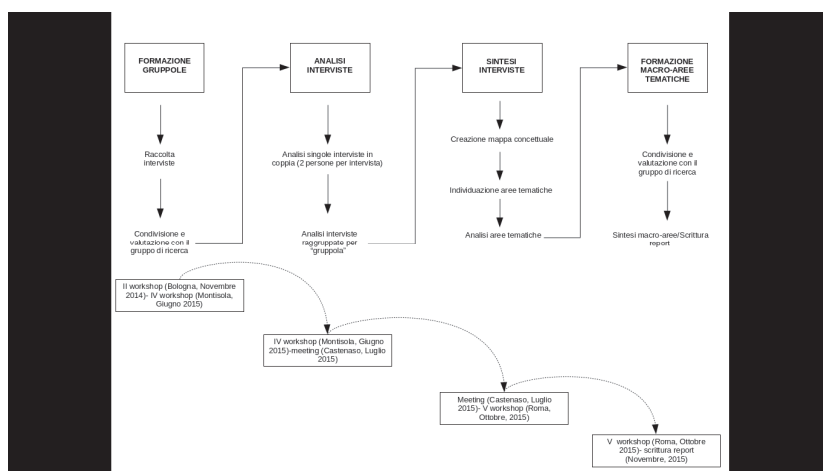 FORMAZIONE
GRUPPOLE
Raccolta
interviste
Condivisione e
valutazione con il
gruppo di ricerca
ANALISI
INTERVISTE
Analisi singole interviste in
coppia (2 persone per intervista)
Analisi interviste
raggruppate per
“gruppola”
SINTESI
INTERVISTE
Creazione mappa concettuale
Individuazione aree tematiche
Analisi aree tematiche
FORMAZIONE
MACRO-AREE
TEMATICHE
Condivisione e
valutazione con il
gruppo di ricerca
Sintesi macro-aree/Scrittura
report
II workshop (Bologna, Novembre
2014)- IV workshop (Montisola,
Giugno 2015)
IV workshop (Montisola, Giugno
2015)-meeting (Castenaso, Luglio
2015)
Meeting (Castenaso, Luglio
2015)- V workshop (Roma,
Ottobre, 2015)
V workshop (Roma, Ottobre
2015)- scrittura report
(Novembre, 2015)